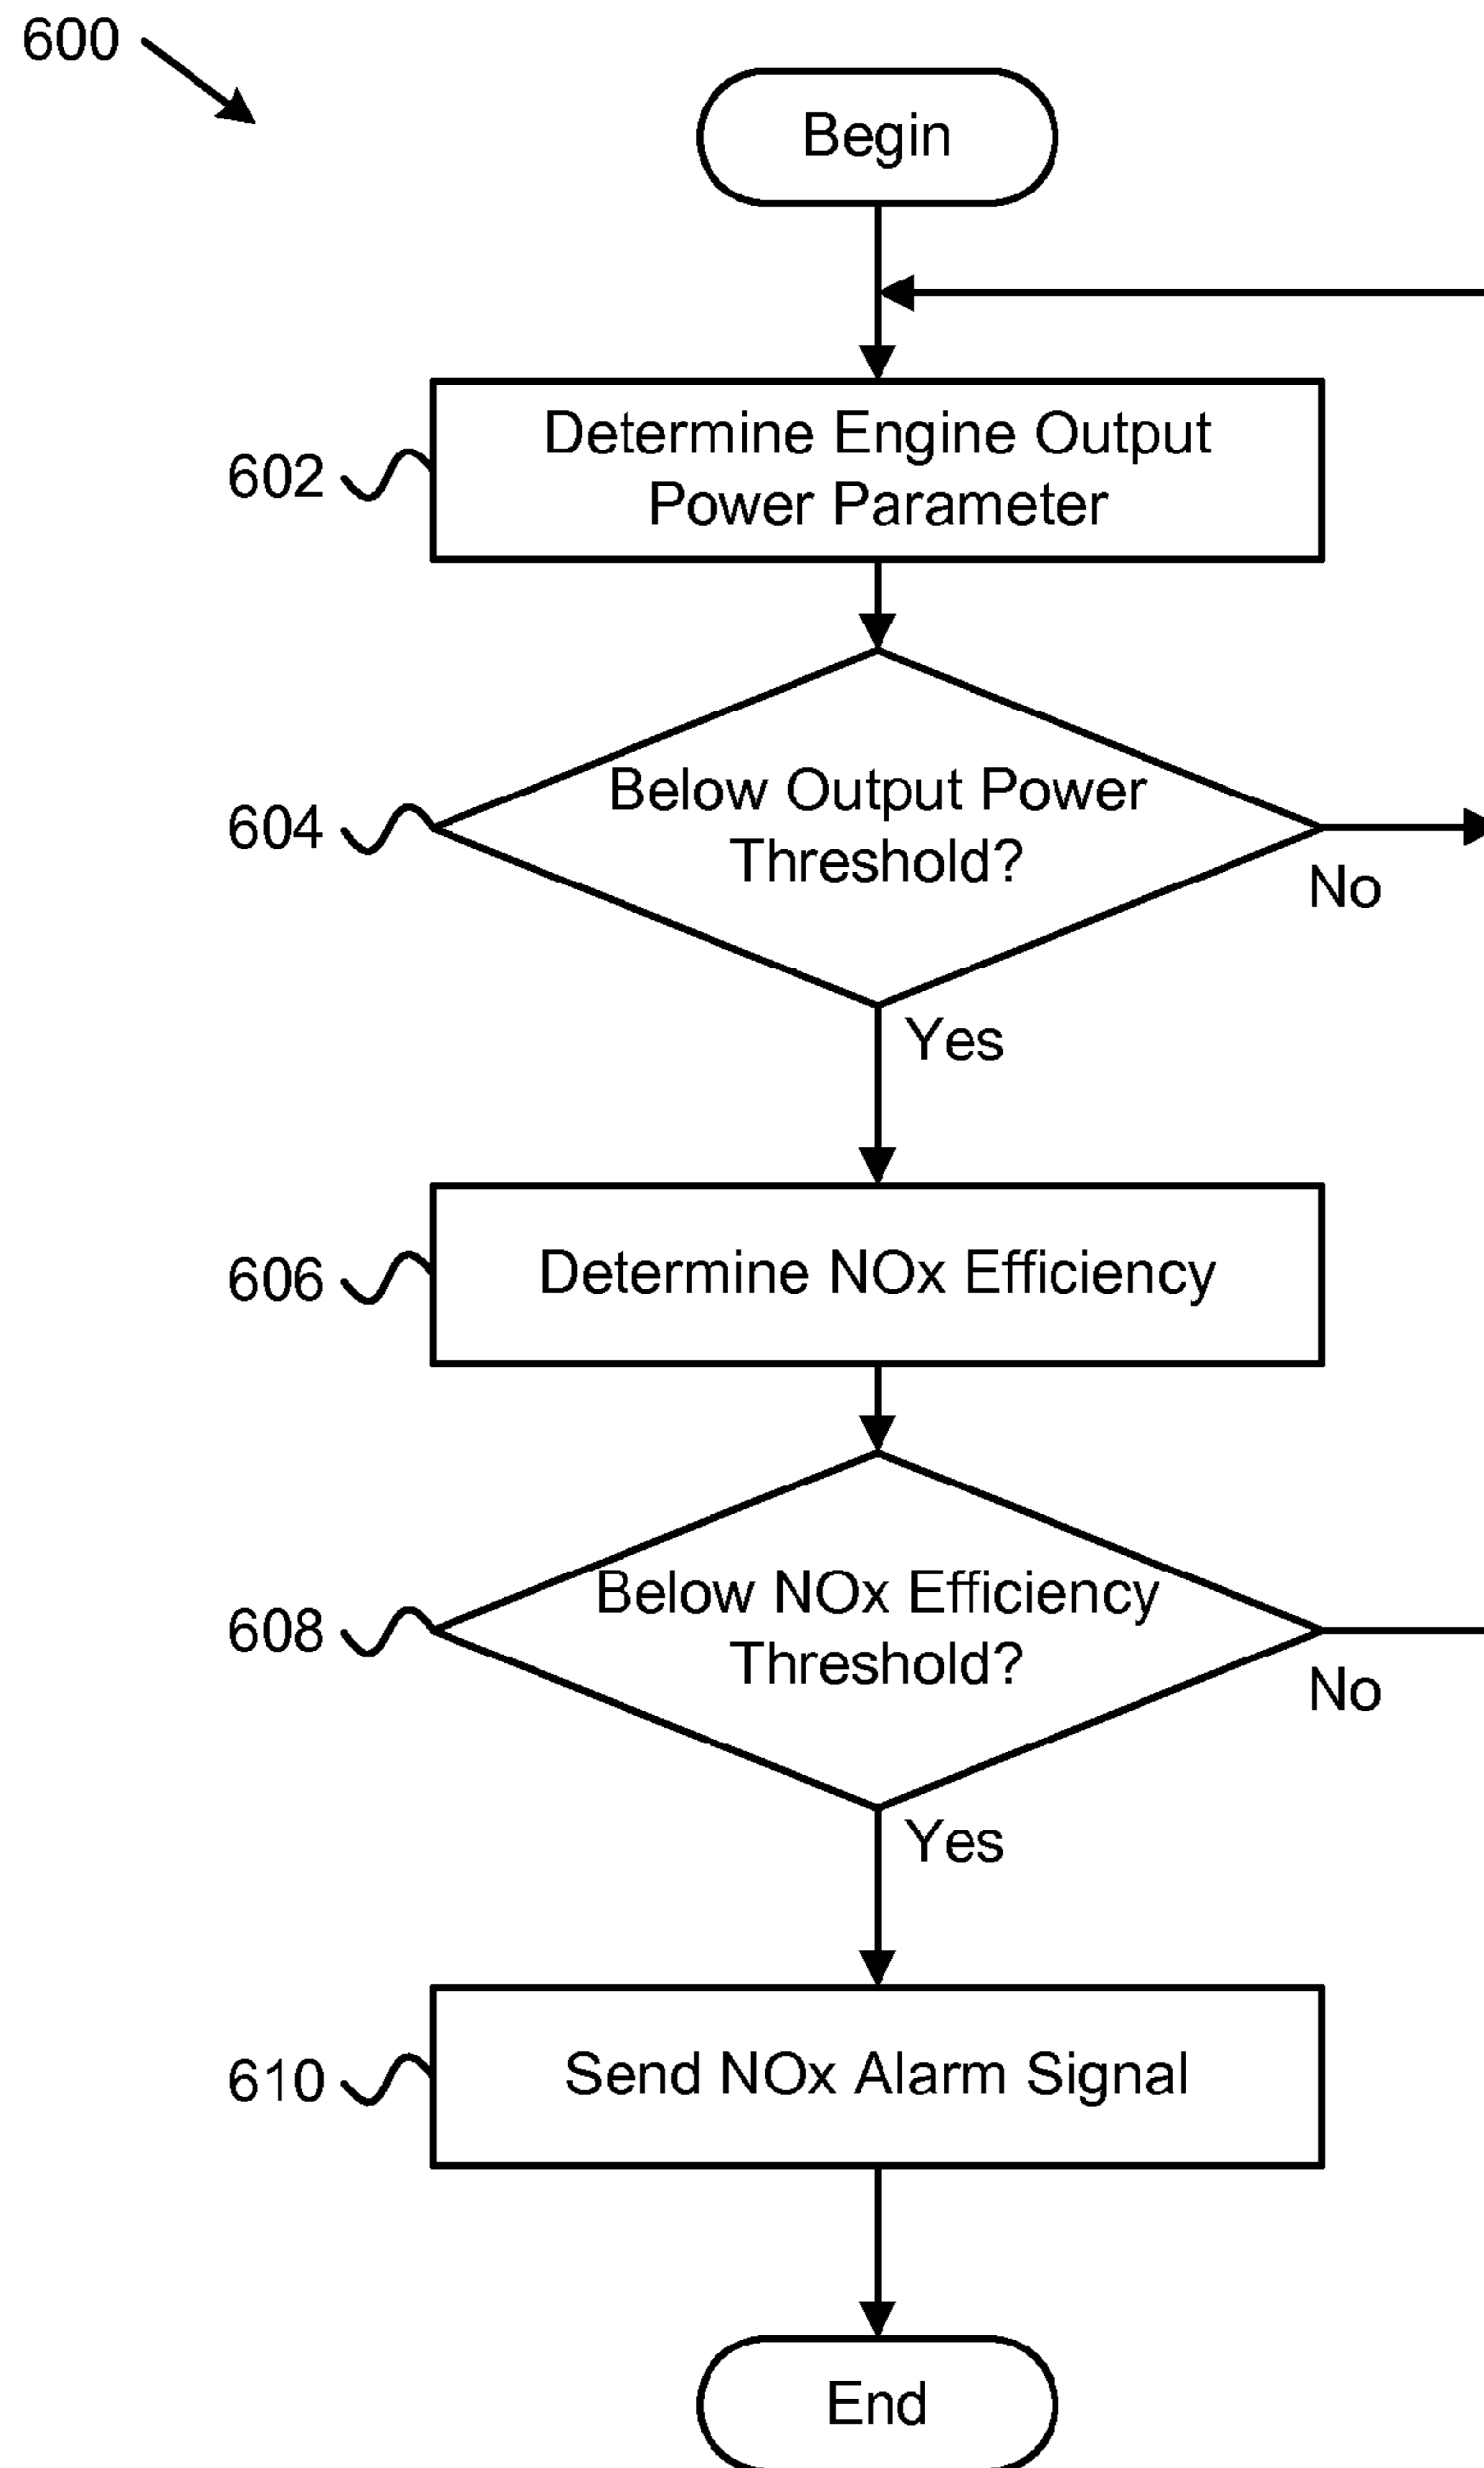 600
Begin
602
Determine Engine Output
Power Parameter
604
Below Output Power
Threshold?
No
Yes
606
Determine NOx Efficiency
608
Below NOx Efficiency
Threshold?
No
Yes
610
Send NOx Alarm Signal
End